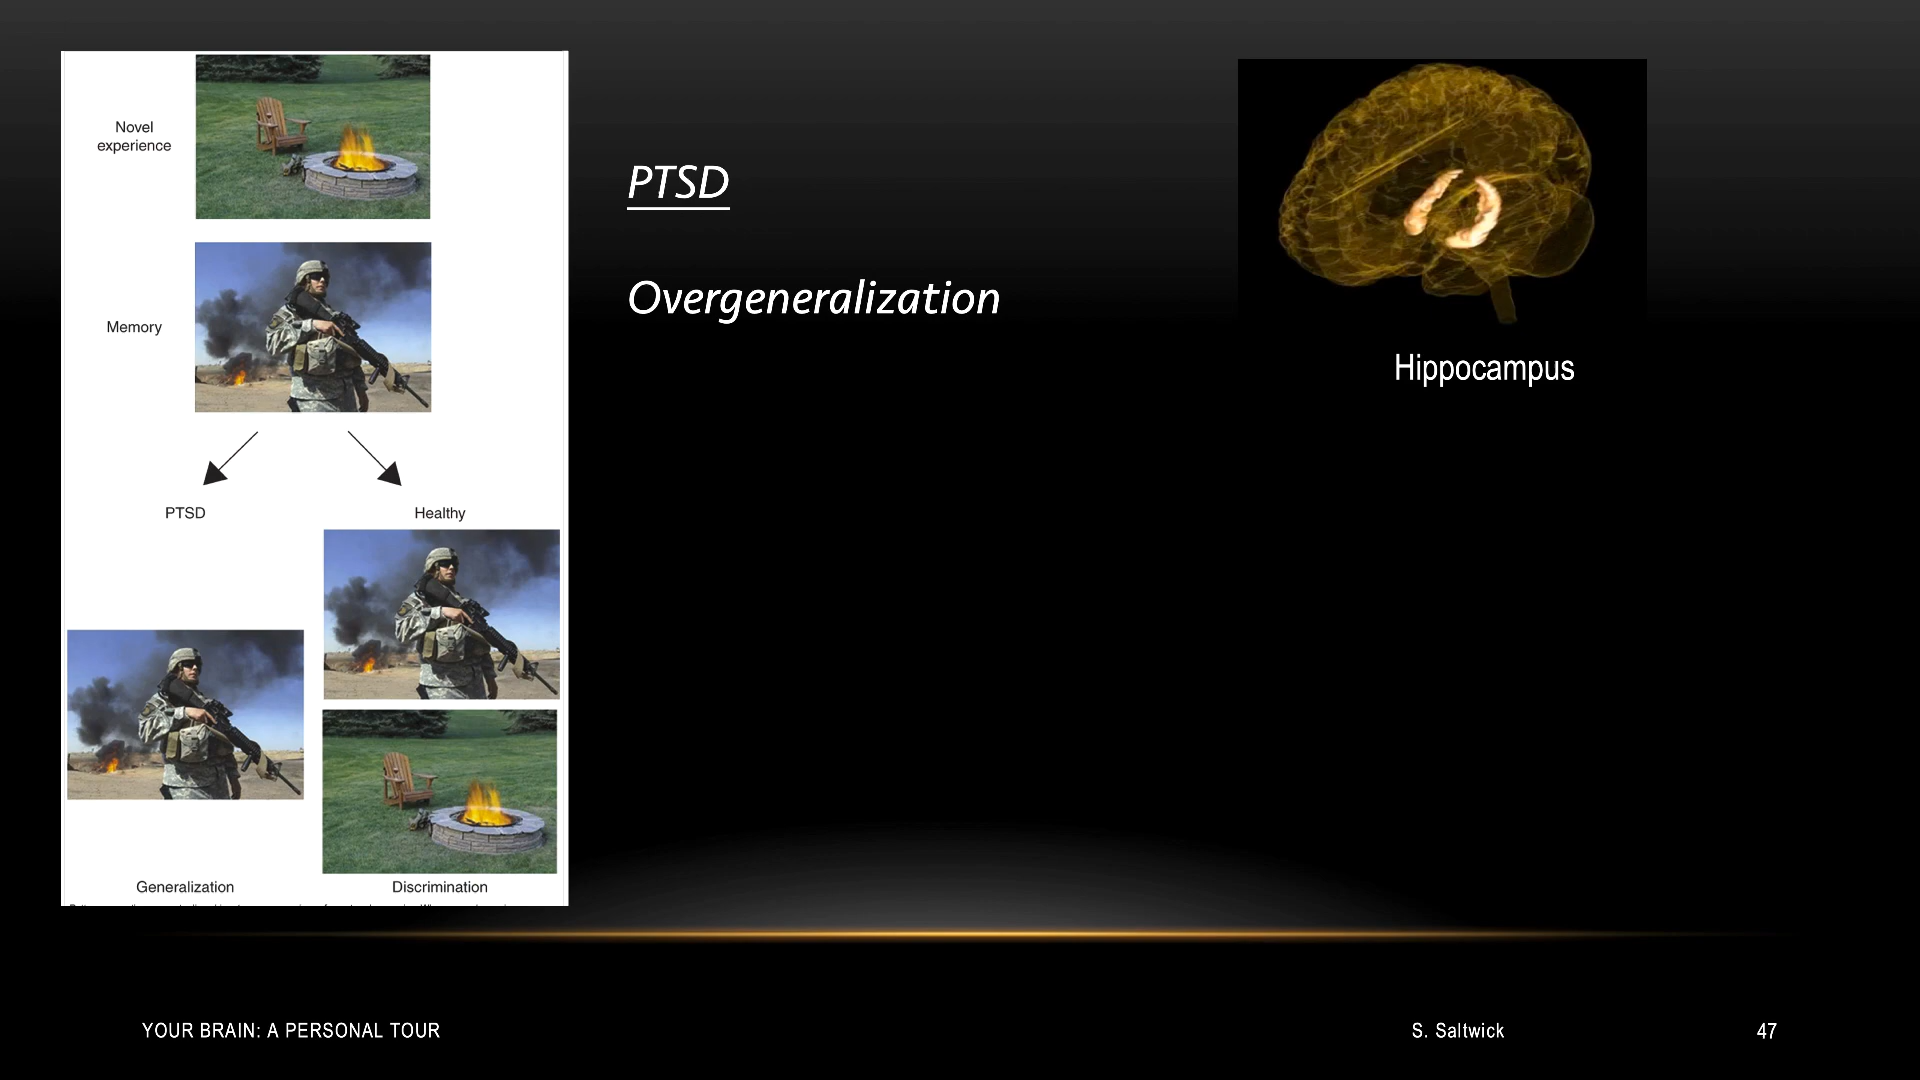 Novel
experience
Memory
PTSD
Healthy
Generalization
Discrimination
PTSD
Overgeneralization
Hippocampus
YOUR BRAIN: A PERSONAL TOUR
S. Saltwick
47